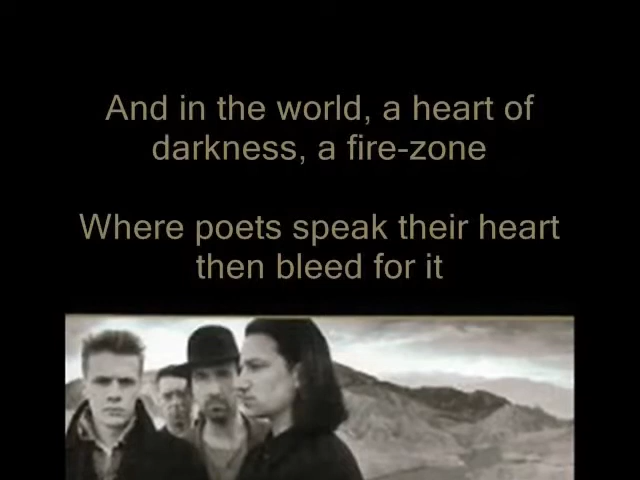 And in the world, a heart of
darkness, a fire-zone
Where poets speak their heart
then bleed for it